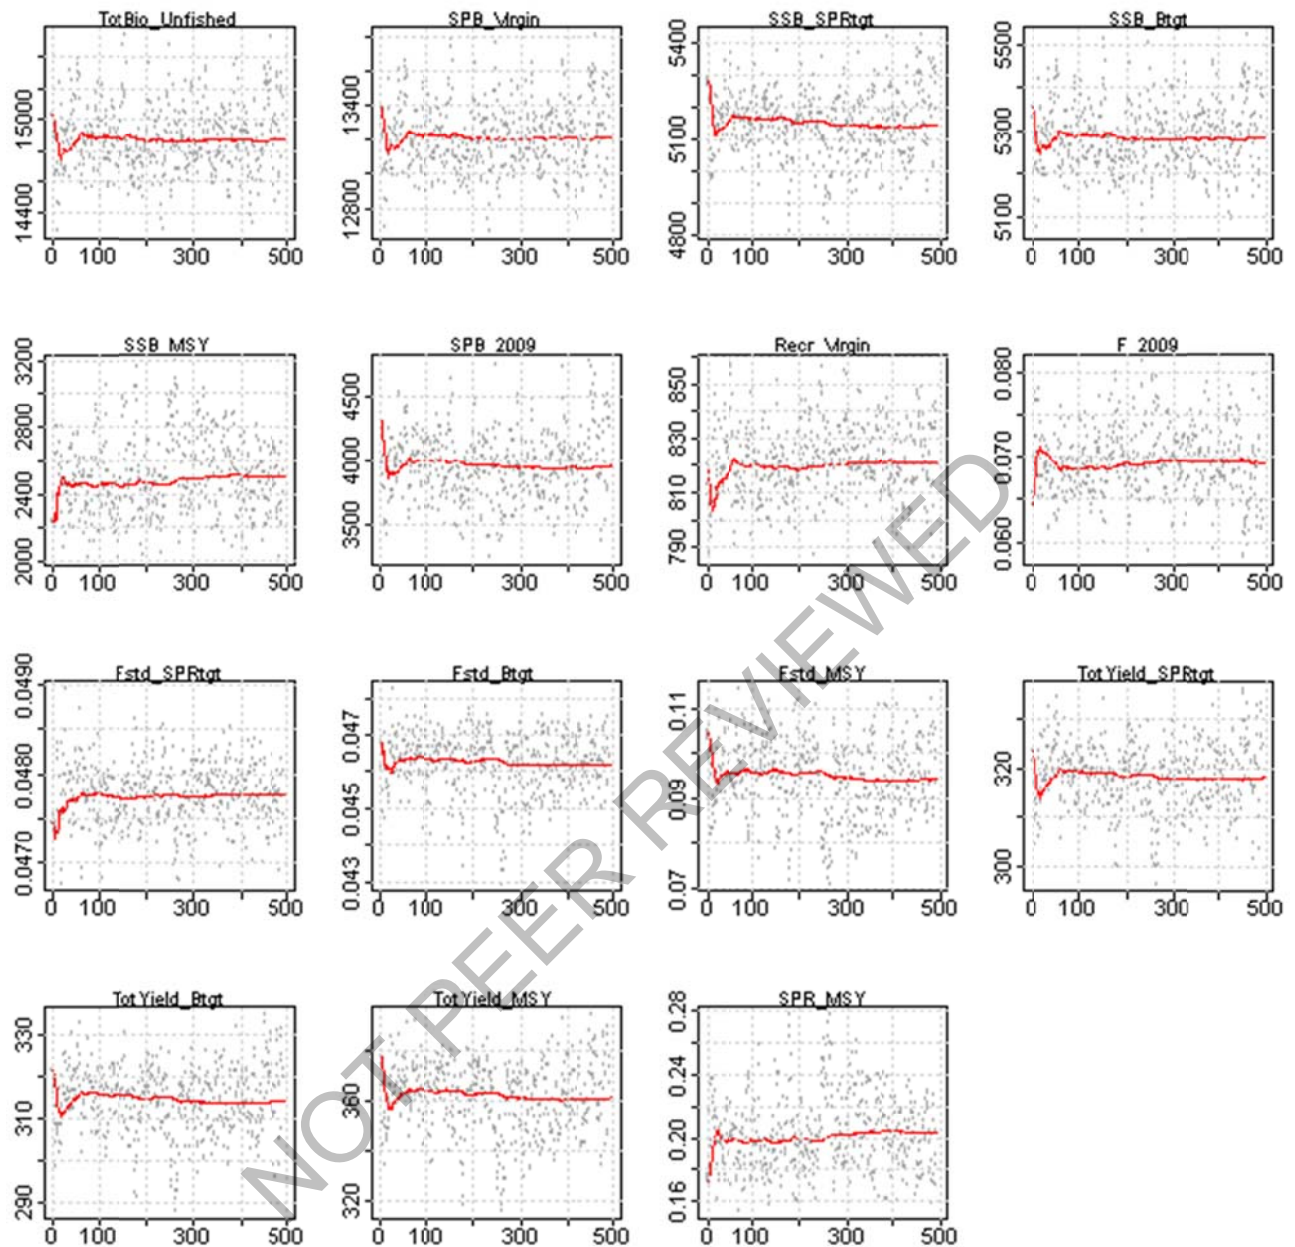 TotBio_Unfished SPB_Virgin SSB_SPRtgt SSB_Btgt
14400 15000 12800 13400 4800 5100 5400 5100 5300 5500
0 100 300 500 0 100 300 500 0 100 300 500 0 100 300 500
SSB_MSY SPB_2009 Recr_Virgin F_2009
2000 2400 2800 3200 3500 4000 4500 790 810 830 850 0.060 0.070 0.080
0 100 300 500 0 100 300 500 0 100 300 500 0 100 300 500
Fstd_SPRtgt Fstd_Btgt Fstd_MSY TotYield_SPRtgt
0.0470 0.0480 0.0490 0.043 0.045 0.047 0.07 0.09 0.11 300 320
0 100 300 500 0 100 300 500 0 100 300 500 0 100 300 500
TotYield_Btgt TotYield_MSY SPR_MSY
290 310 330 320 360 0.16 0.20 0.24 0.28
0 100 300 500 0 100 300 500 0 100 300 500
NOT PEER REVIEWED